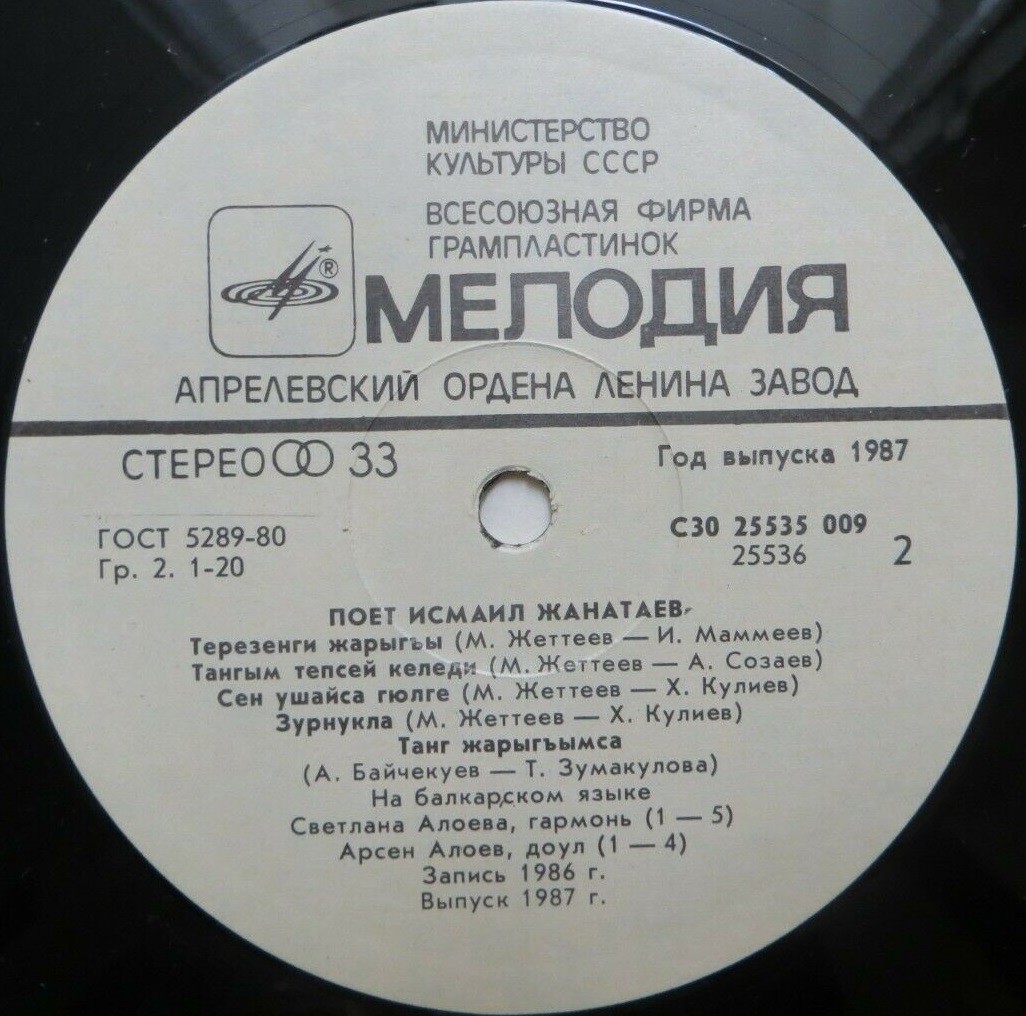 МИНИСТЕРСТВО
КУЛЬТУРЫ СССР
ВСЕСОЮЗНАЯ ФИРМА
ГРАМПЛАСТИНОК
®
МЕЛОДИЯ
АПРЕЛЕВСКИЙ ОРДЕНА ЛЕНИНА ЗАВОД
СТЕРЕО 33
Год выпуска 1987
ГОСТ 5289-80
Гр. 2. 1-20
С30 25535 009
25536
2
ПОЕТ ИСМАИЛ ЖАНАТАЕВ
Терезенги жарыгъы (М. Жеттеев — И. Маммеев)
Тангым тепсей келеди (М. Жеттеев — А. Созаев)
Сен ушайса гюлге (М. Жеттеев — Х. Кулиев)
Зурнукла (М. Жеттеев — Х. Кулиев)
Танг жарыгъымса
(А. Байчекуев — Т. Зумакулова)
На балкарском языке
Светлана Алоева, гармонь (1 — 5)
Арсен Алоев, доул (1 — 4)
Запись 1986 г.
Выпуск 1987 г.